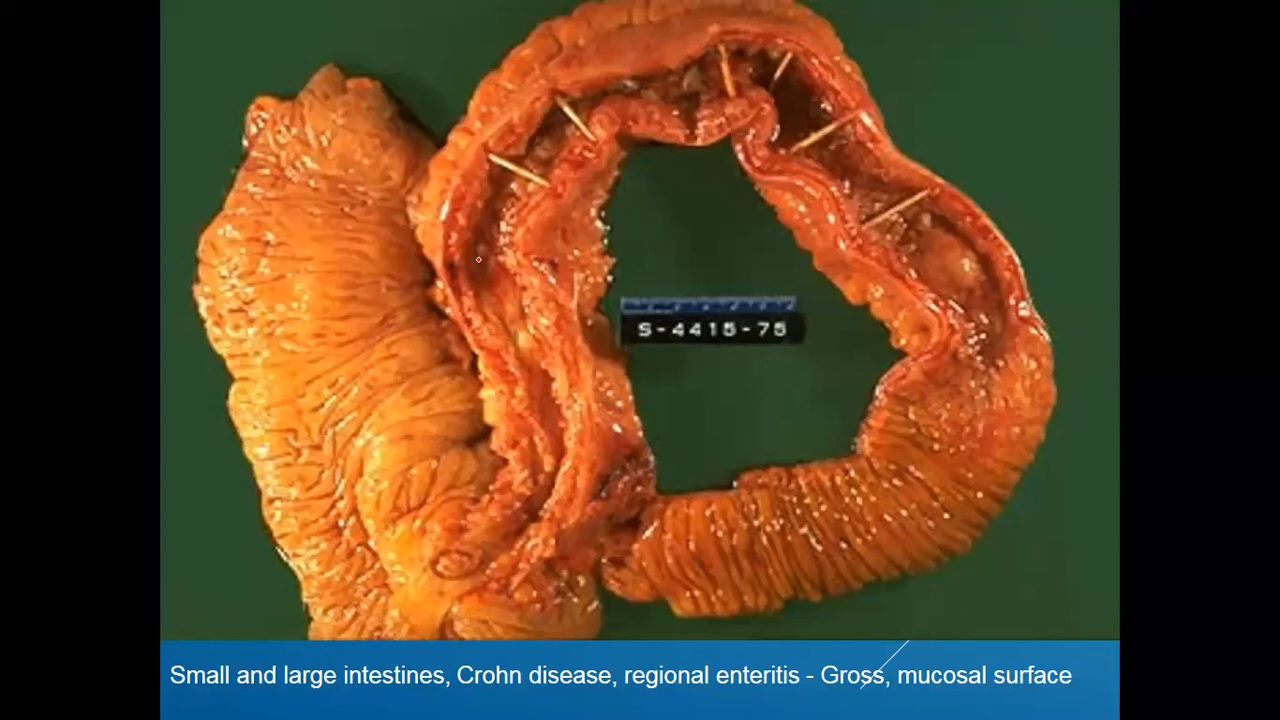 S-4415-75
Small and large intestines, Crohn disease, regional enteritis - Gross, mucosal surface